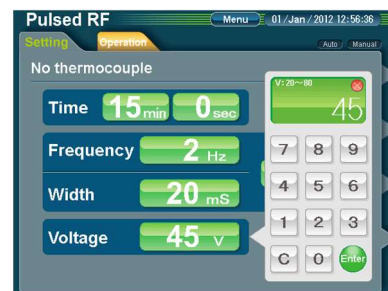 Pulsed RF Menu 01/Jan/2012 12:56:36
Setting Operation Auto Manual
No thermocouple
V:20~80
45
Time 15 min 0 sec
Frequency 2 Hz
Width 20 mS
Voltage 45 V
7 8 9
4 5 6
1 2 3
C 0 Enter